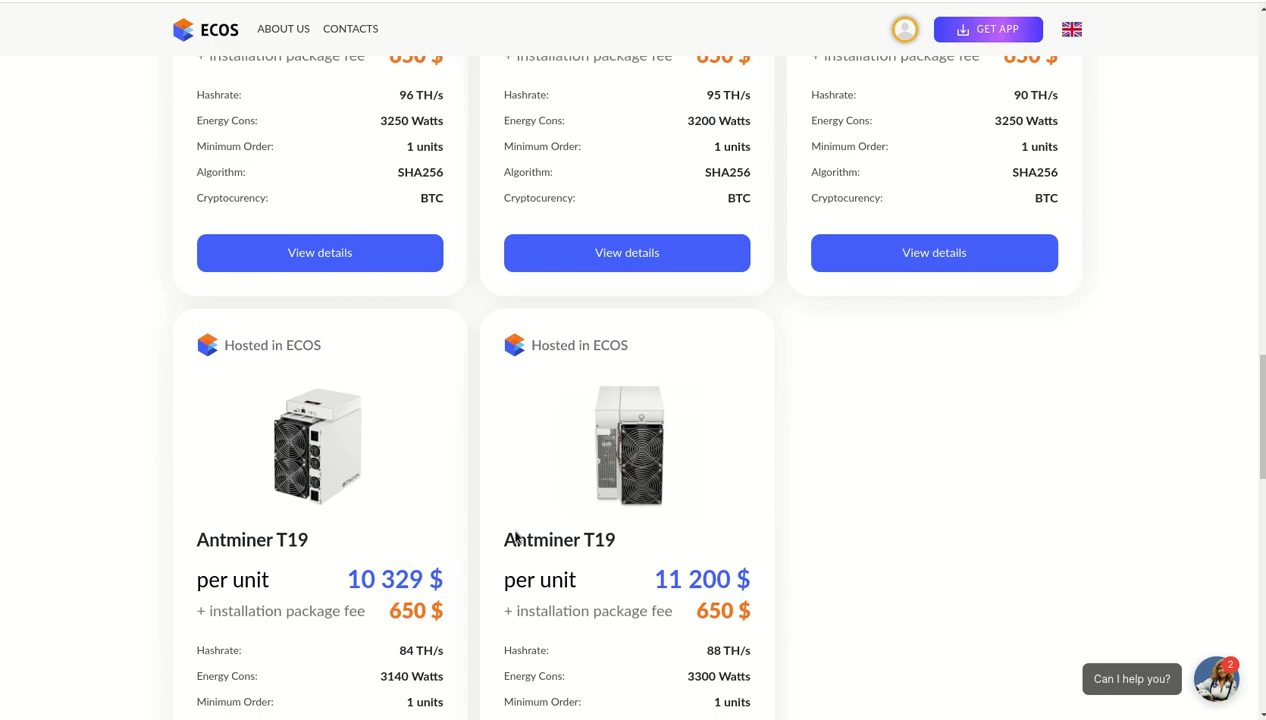 ECOS ABOUT US CONTACTS GET APP
+ installation package fee 650 $ + installation package fee 650 $ + installation package fee 650 $
Hashrate: 96 TH/s Hashrate: 95 TH/s Hashrate: 90 TH/s
Energy Cons: 3250 Watts Energy Cons: 3200 Watts Energy Cons: 3250 Watts
Minimum Order: 1 units Minimum Order: 1 units Minimum Order: 1 units
Algorithm: SHA256 Algorithm: SHA256 Algorithm: SHA256
Cryptocurency: BTC Cryptocurency: BTC Cryptocurency: BTC
View details View details View details
Hosted in ECOS Hosted in ECOS
BITMAIN
Antminer T19 Antminer T19
per unit 10 329 $ per unit 11 200 $
+ installation package fee 650 $ + installation package fee 650 $
Hashrate: 84 TH/s Hashrate: 88 TH/s
Energy Cons: 3140 Watts Energy Cons: 3300 Watts
Minimum Order: 1 units Minimum Order: 1 units
Can I help you? 2